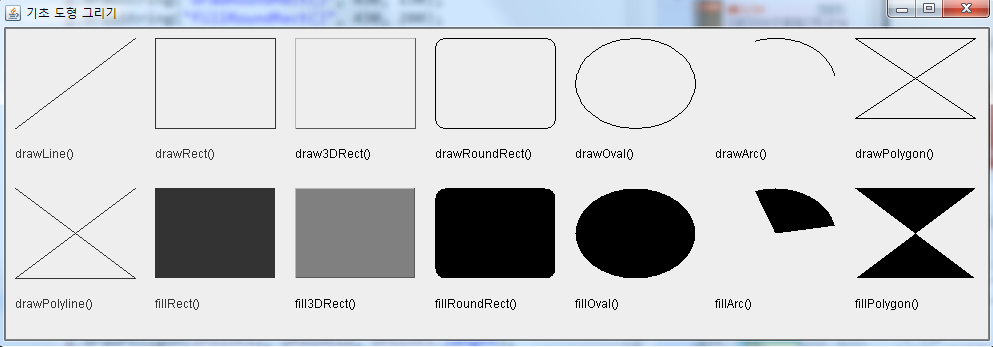 기초 도형 그리기
drawLine() drawRect() draw3DRect() drawRoundRect() drawOval() drawArc() drawPolygon()
drawPolyline() fillRect() fill3DRect() fillRoundRect() fillOval() fillArc() fillPolygon()